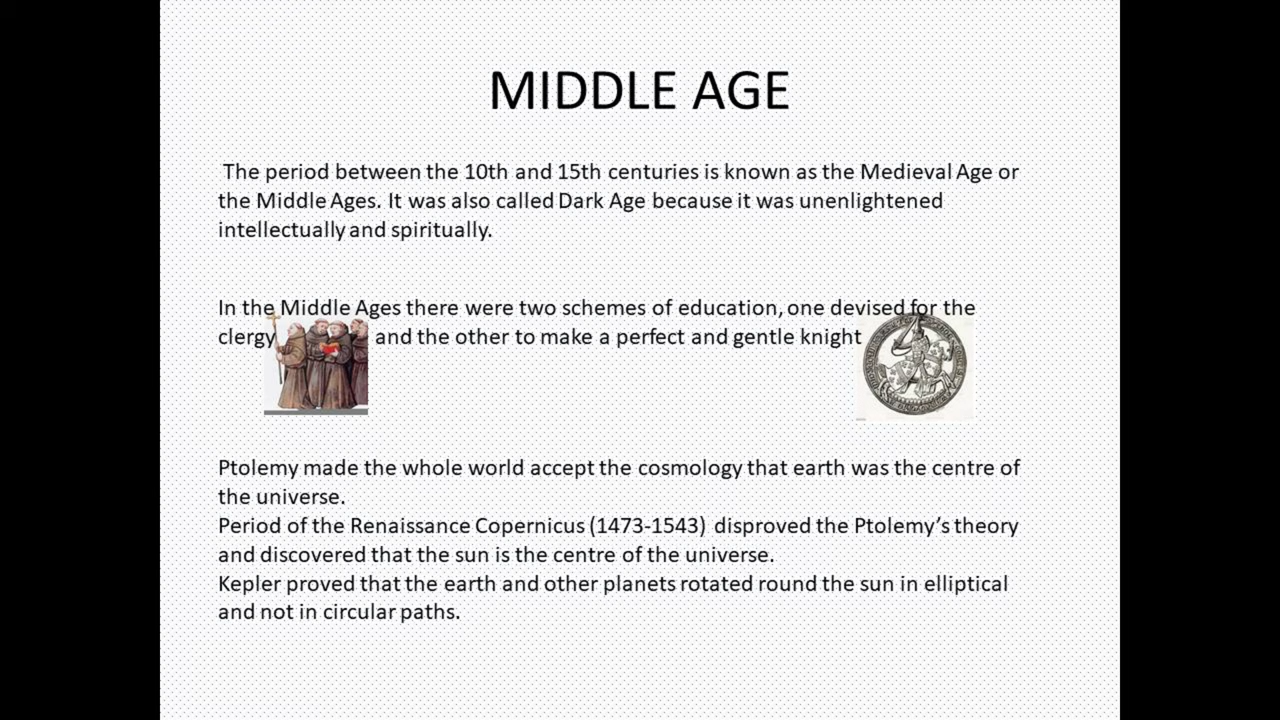 MIDDLE AGE
The period between the 10th and 15th centuries is known as the Medieval Age or
the Middle Ages. It was also called Dark Age because it was unenlightened
intellectually and spiritually.
In the Middle Ages there were two schemes of education, one devised for the
clergy and the other to make a perfect and gentle knight
Ptolemy made the whole world accept the cosmology that earth was the centre of
the universe.
Period of the Renaissance Copernicus (1473-1543) disproved the Ptolemy's theory
and discovered that the sun is the centre of the universe.
Kepler proved that the earth and other planets rotated round the sun in elliptical
and not in circular paths.